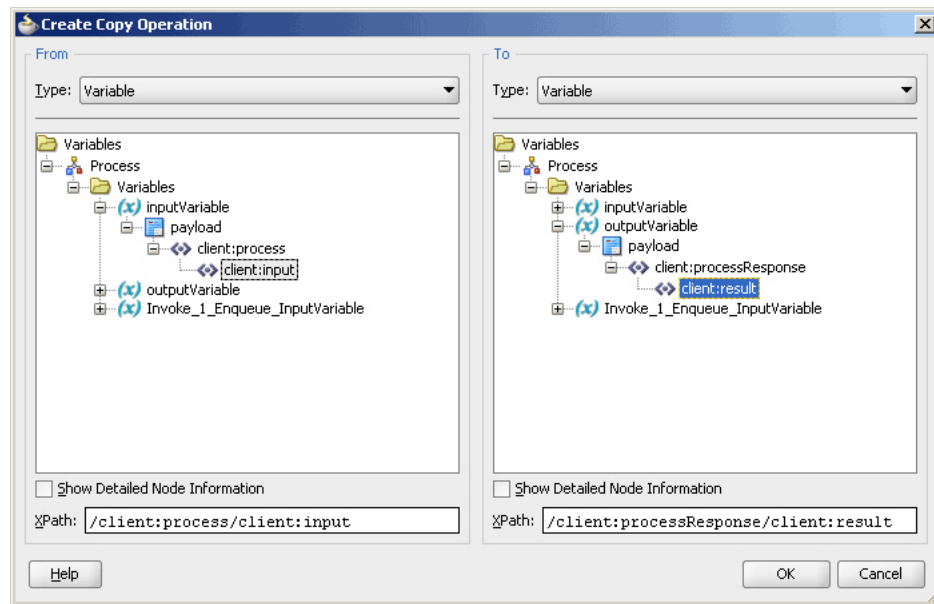 Create Copy Operation
From
Type: Variable
Variables
Process
Variables
inputVariable
payload
client:process
client:input
outputVariable
Invoke_1_Enqueue_InputVariable
Show Detailed Node Information
XPath: /client:process/client:input
To
Type: Variable
Variables
Process
Variables
inputVariable
outputVariable
payload
client:processResponse
client:result
Invoke_1_Enqueue_InputVariable
Show Detailed Node Information
XPath: /client:processResponse/client:result
Help
OK
Cancel